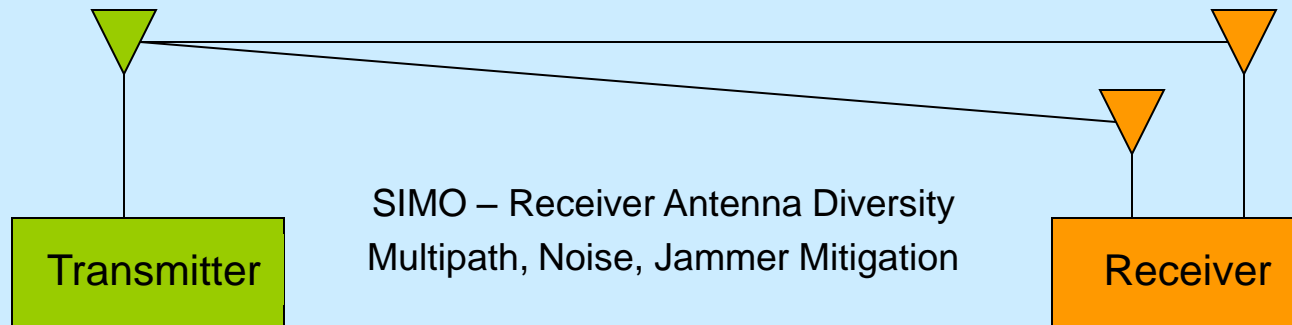 SIMO – Receiver Antenna Diversity
Multipath, Noise, Jammer Mitigation
Transmitter
Receiver